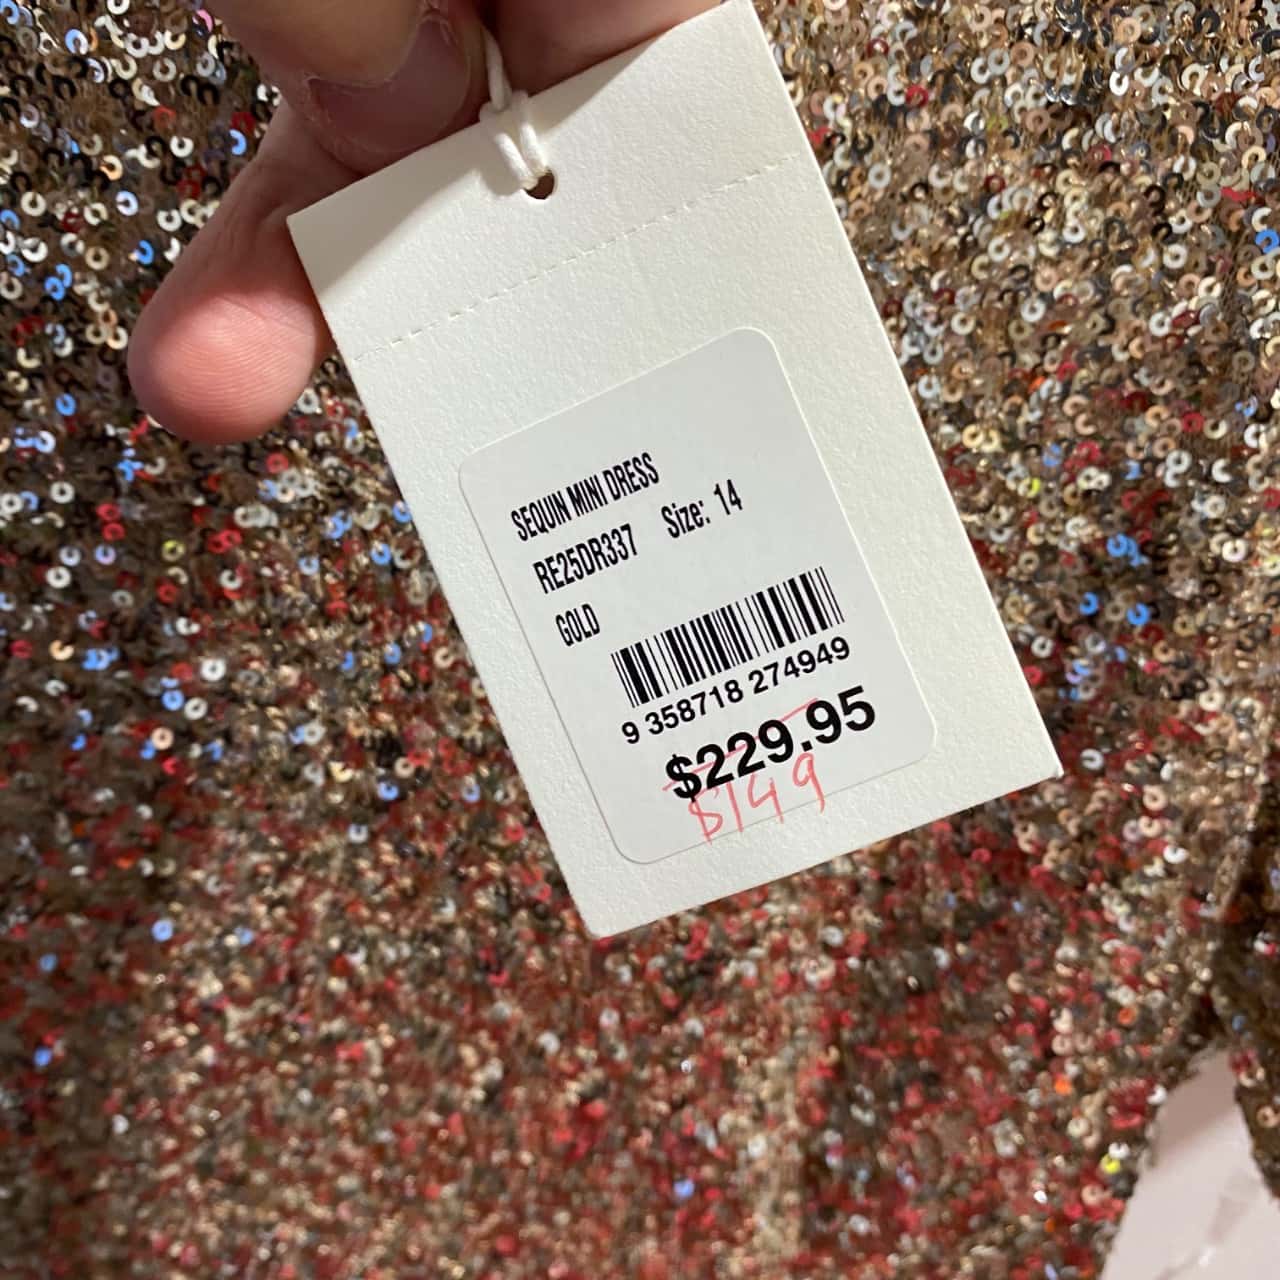 SEQUIN MINI DRESS
RE25DR337 Size: 14
GOLD
9 358718 274949
$229.95
$149